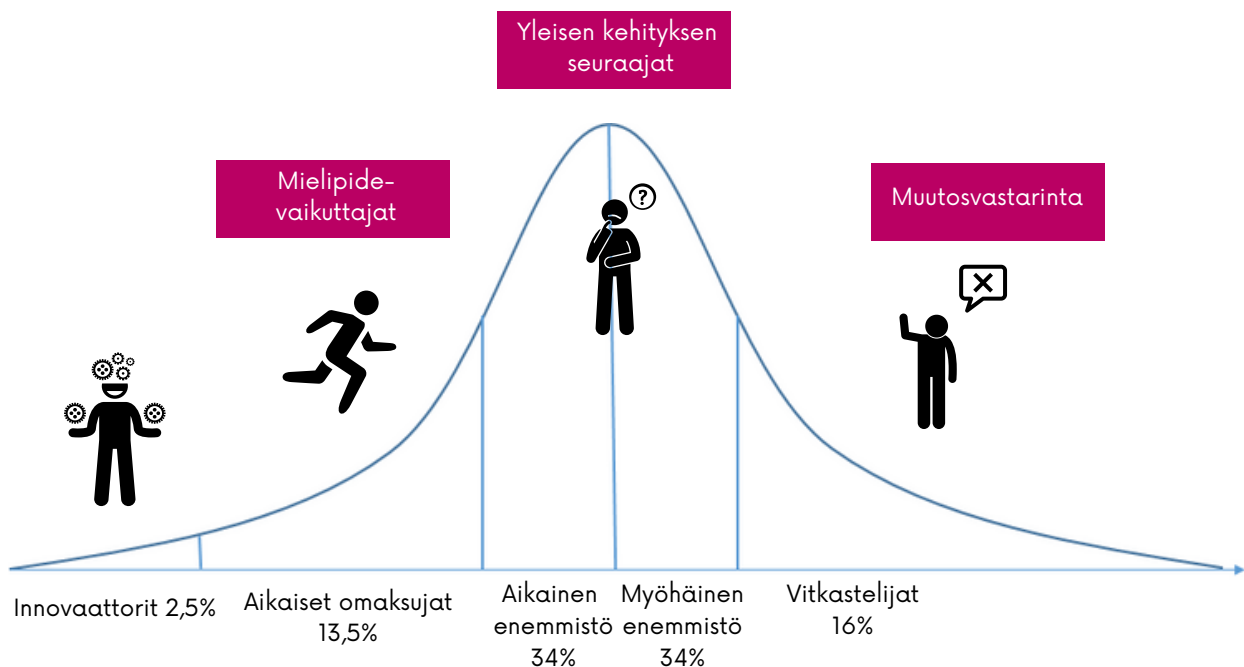 Yleisen kehityksen
seuraajat
Mielipide-
vaikuttajat
Muutosvastarinta
?
Innovaattorit 2,5%
Aikaiset omaksujat
13,5%
Aikainen
enemmistö
34%
Myöhäinen
enemmistö
34%
Vitkastelijat
16%